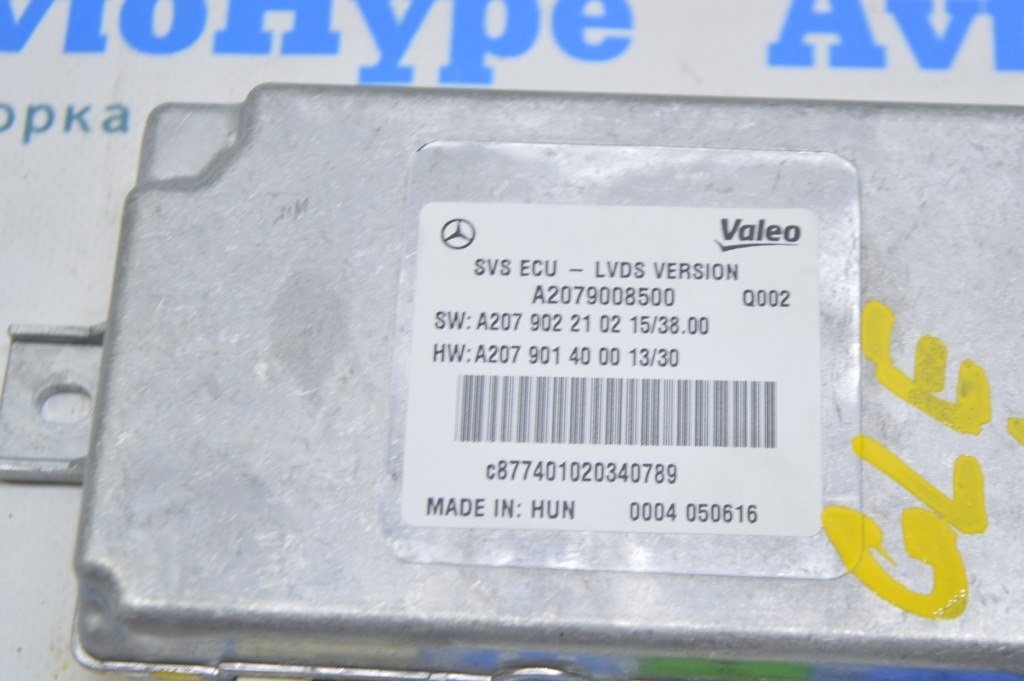 Valeo
SVS ECU – LVDS VERSION
A2079008500 Q002
SW: A207 902 21 02 15/38.00
HW: A207 901 40 00 13/30
c877401020340789
MADE IN: HUN 0004 050616
GLE